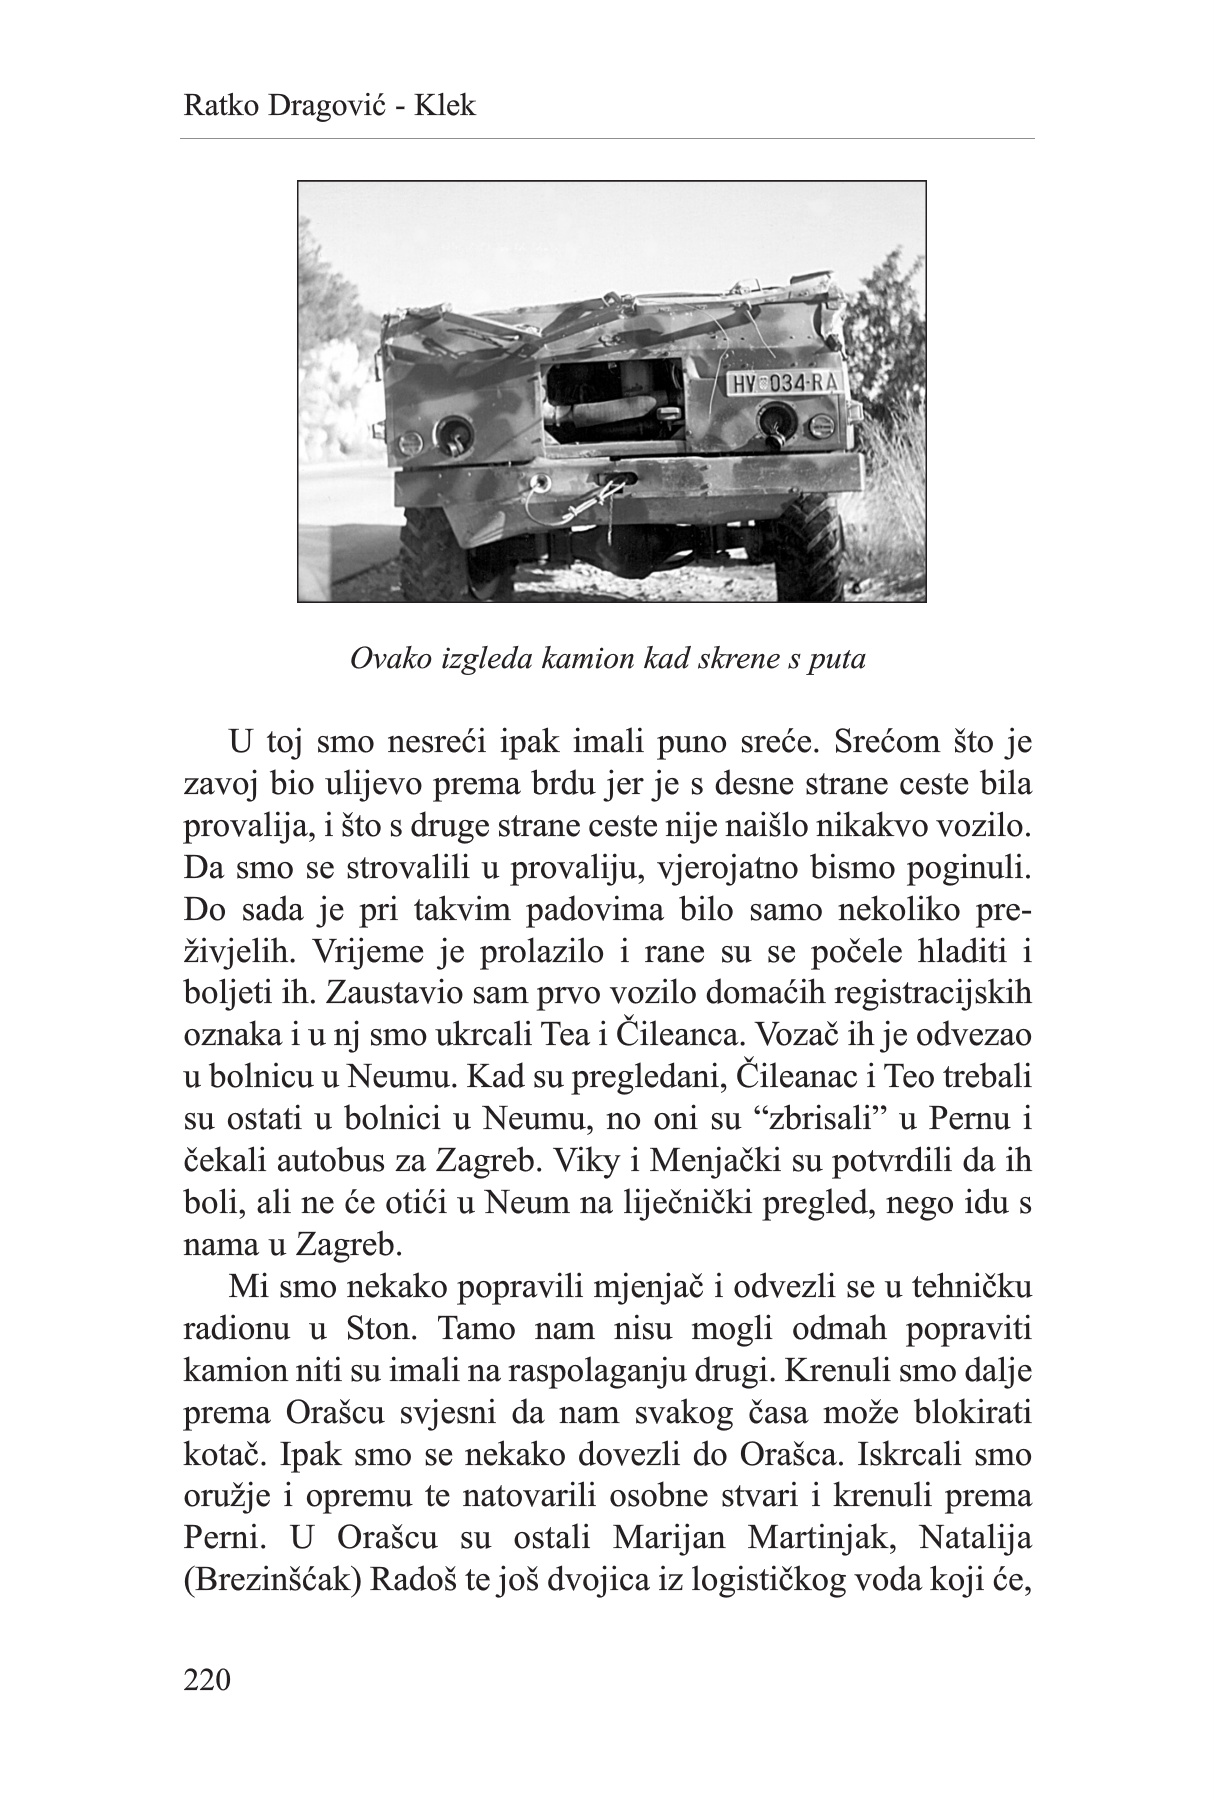 Ratko Dragović - Klek
HV 034-RA
Ovako izgleda kamion kad skrene s puta
U toj smo nesreći ipak imali puno sreće. Srećom što je
zavoj bio ulijevo prema brdu jer je s desne strane ceste bila
provalija, i što s druge strane ceste nije naišlo nikakvo vozilo.
Da smo se strovalili u provaliju, vjerojatno bismo poginuli.
Do sada je pri takvim padovima bilo samo nekoliko pre-
živjelih. Vrijeme je prolazilo i rane su se počele hladiti i
boljeti ih. Zaustavio sam prvo vozilo domaćih registracijskih
oznaka i u nj smo ukrcali Tea i Čileanca. Vozač ih je odvezao
u bolnicu u Neumu. Kad su pregledani, Čileanac i Teo trebali
su ostati u bolnici u Neumu, no oni su “zbrisali” u Pernu i
čekali autobus za Zagreb. Viky i Menjački su potvrdili da ih
boli, ali ne će otići u Neum na liječnički pregled, nego idu s
nama u Zagreb.
Mi smo nekako popravili mjenjač i odvezli se u tehničku
radionu u Ston. Tamo nam nisu mogli odmah popraviti
kamion niti su imali na raspolaganju drugi. Krenuli smo dalje
prema Orašcu svjesni da nam svakog časa može blokirati
kotač. Ipak smo se nekako dovezli do Orašca. Iskrcali smo
oružje i opremu te natovarili osobne stvari i krenuli prema
Perni. U Orašcu su ostali Marijan Martinjak, Natalija
(Brezinšćak) Radoš te još dvojica iz logističkog voda koji će,
220